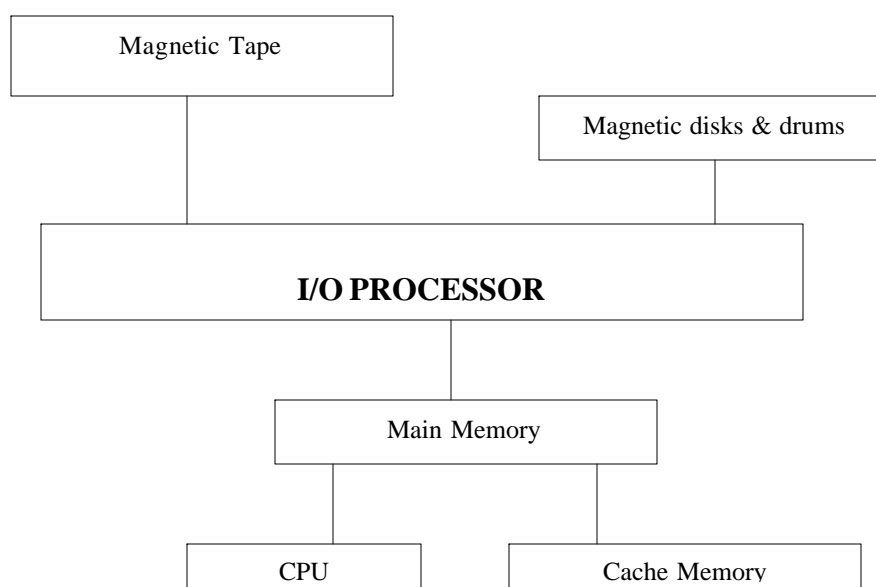 Magnetic Tape
Magnetic disks & drums
I/O PROCESSOR
Main Memory
CPU
Cache Memory